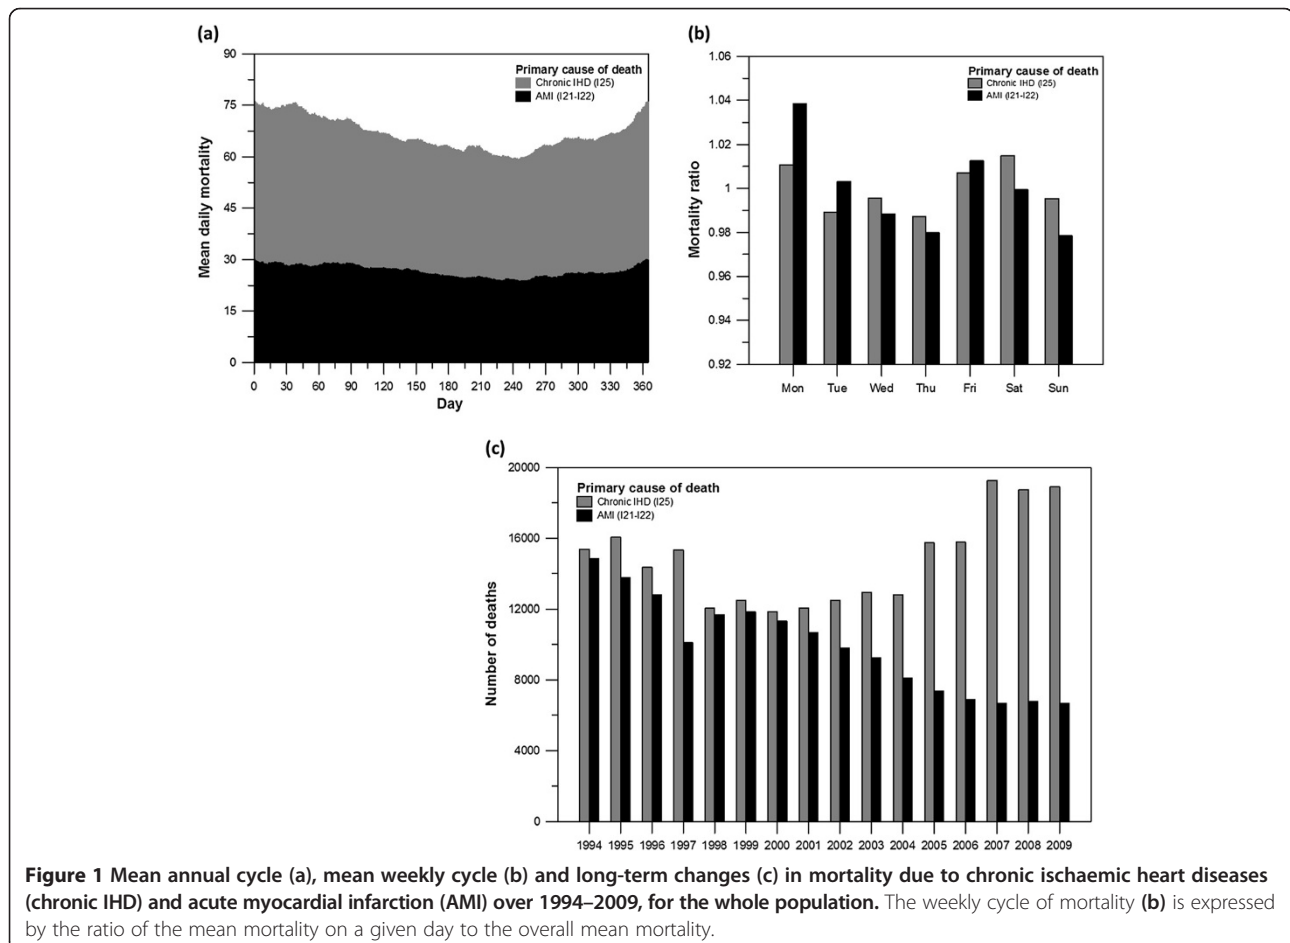 (a)
90
75
60
45
30
15
0
Mean daily mortality
Primary cause of death
Chronic IHD (I25)
AMI (I21-I22)
0 30 60 90 120 150 180 210 240 270 300 330 360
Day
(b)
1.06
1.04
1.02
1
0.98
0.96
0.94
0.92
Mortality ratio
Primary cause of death
Chronic IHD (I25)
AMI (I21-I22)
Mon Tue Wed Thu Fri Sat Sun
(c)
20000
16000
12000
8000
4000
0
Number of deaths
Primary cause of death
Chronic IHD (I25)
AMI (I21-I22)
1994 1995 1996 1997 1998 1999 2000 2001 2002 2003 2004 2005 2006 2007 2008 2009
Figure 1 Mean annual cycle (a), mean weekly cycle (b) and long-term changes (c) in mortality due to chronic ischaemic heart diseases
(chronic IHD) and acute myocardial infarction (AMI) over 1994–2009, for the whole population. The weekly cycle of mortality (b) is expressed
by the ratio of the mean mortality on a given day to the overall mean mortality.